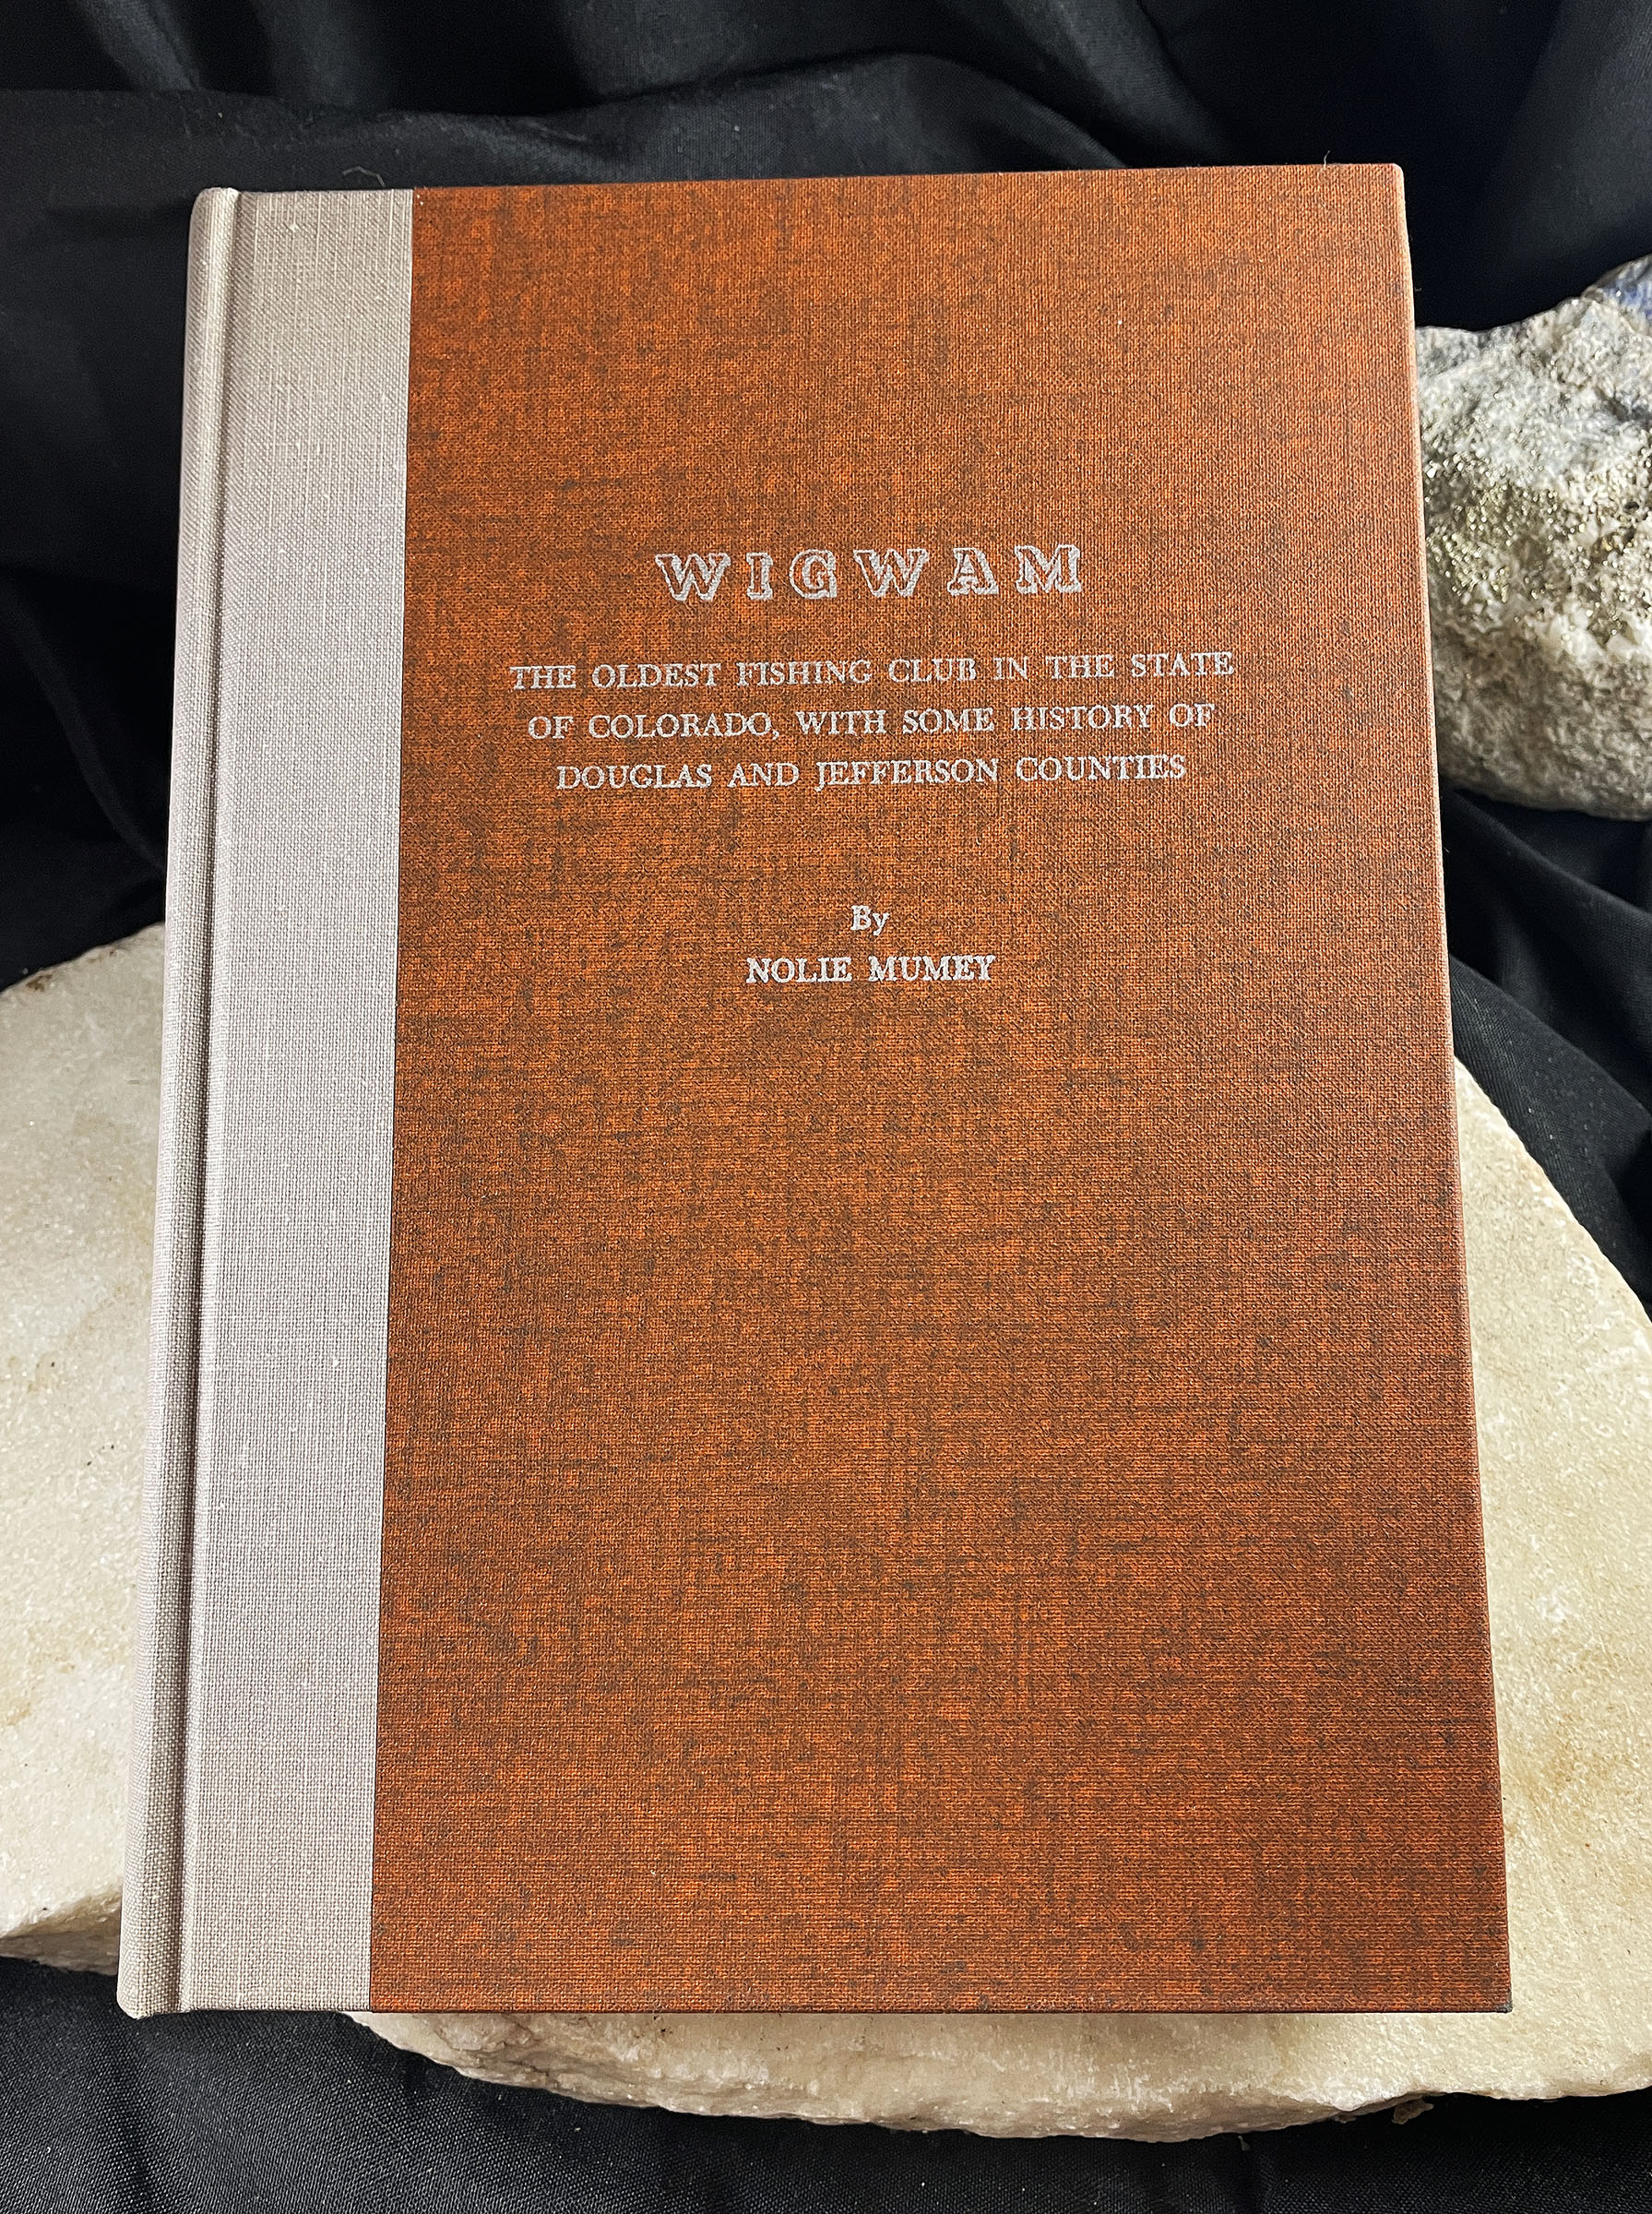 WIGWAM
THE OLDEST FISHING CLUB IN THE STATE
OF COLORADO, WITH SOME HISTORY OF
DOUGLAS AND JEFFERSON COUNTIES
By
NOLIE MUMEY